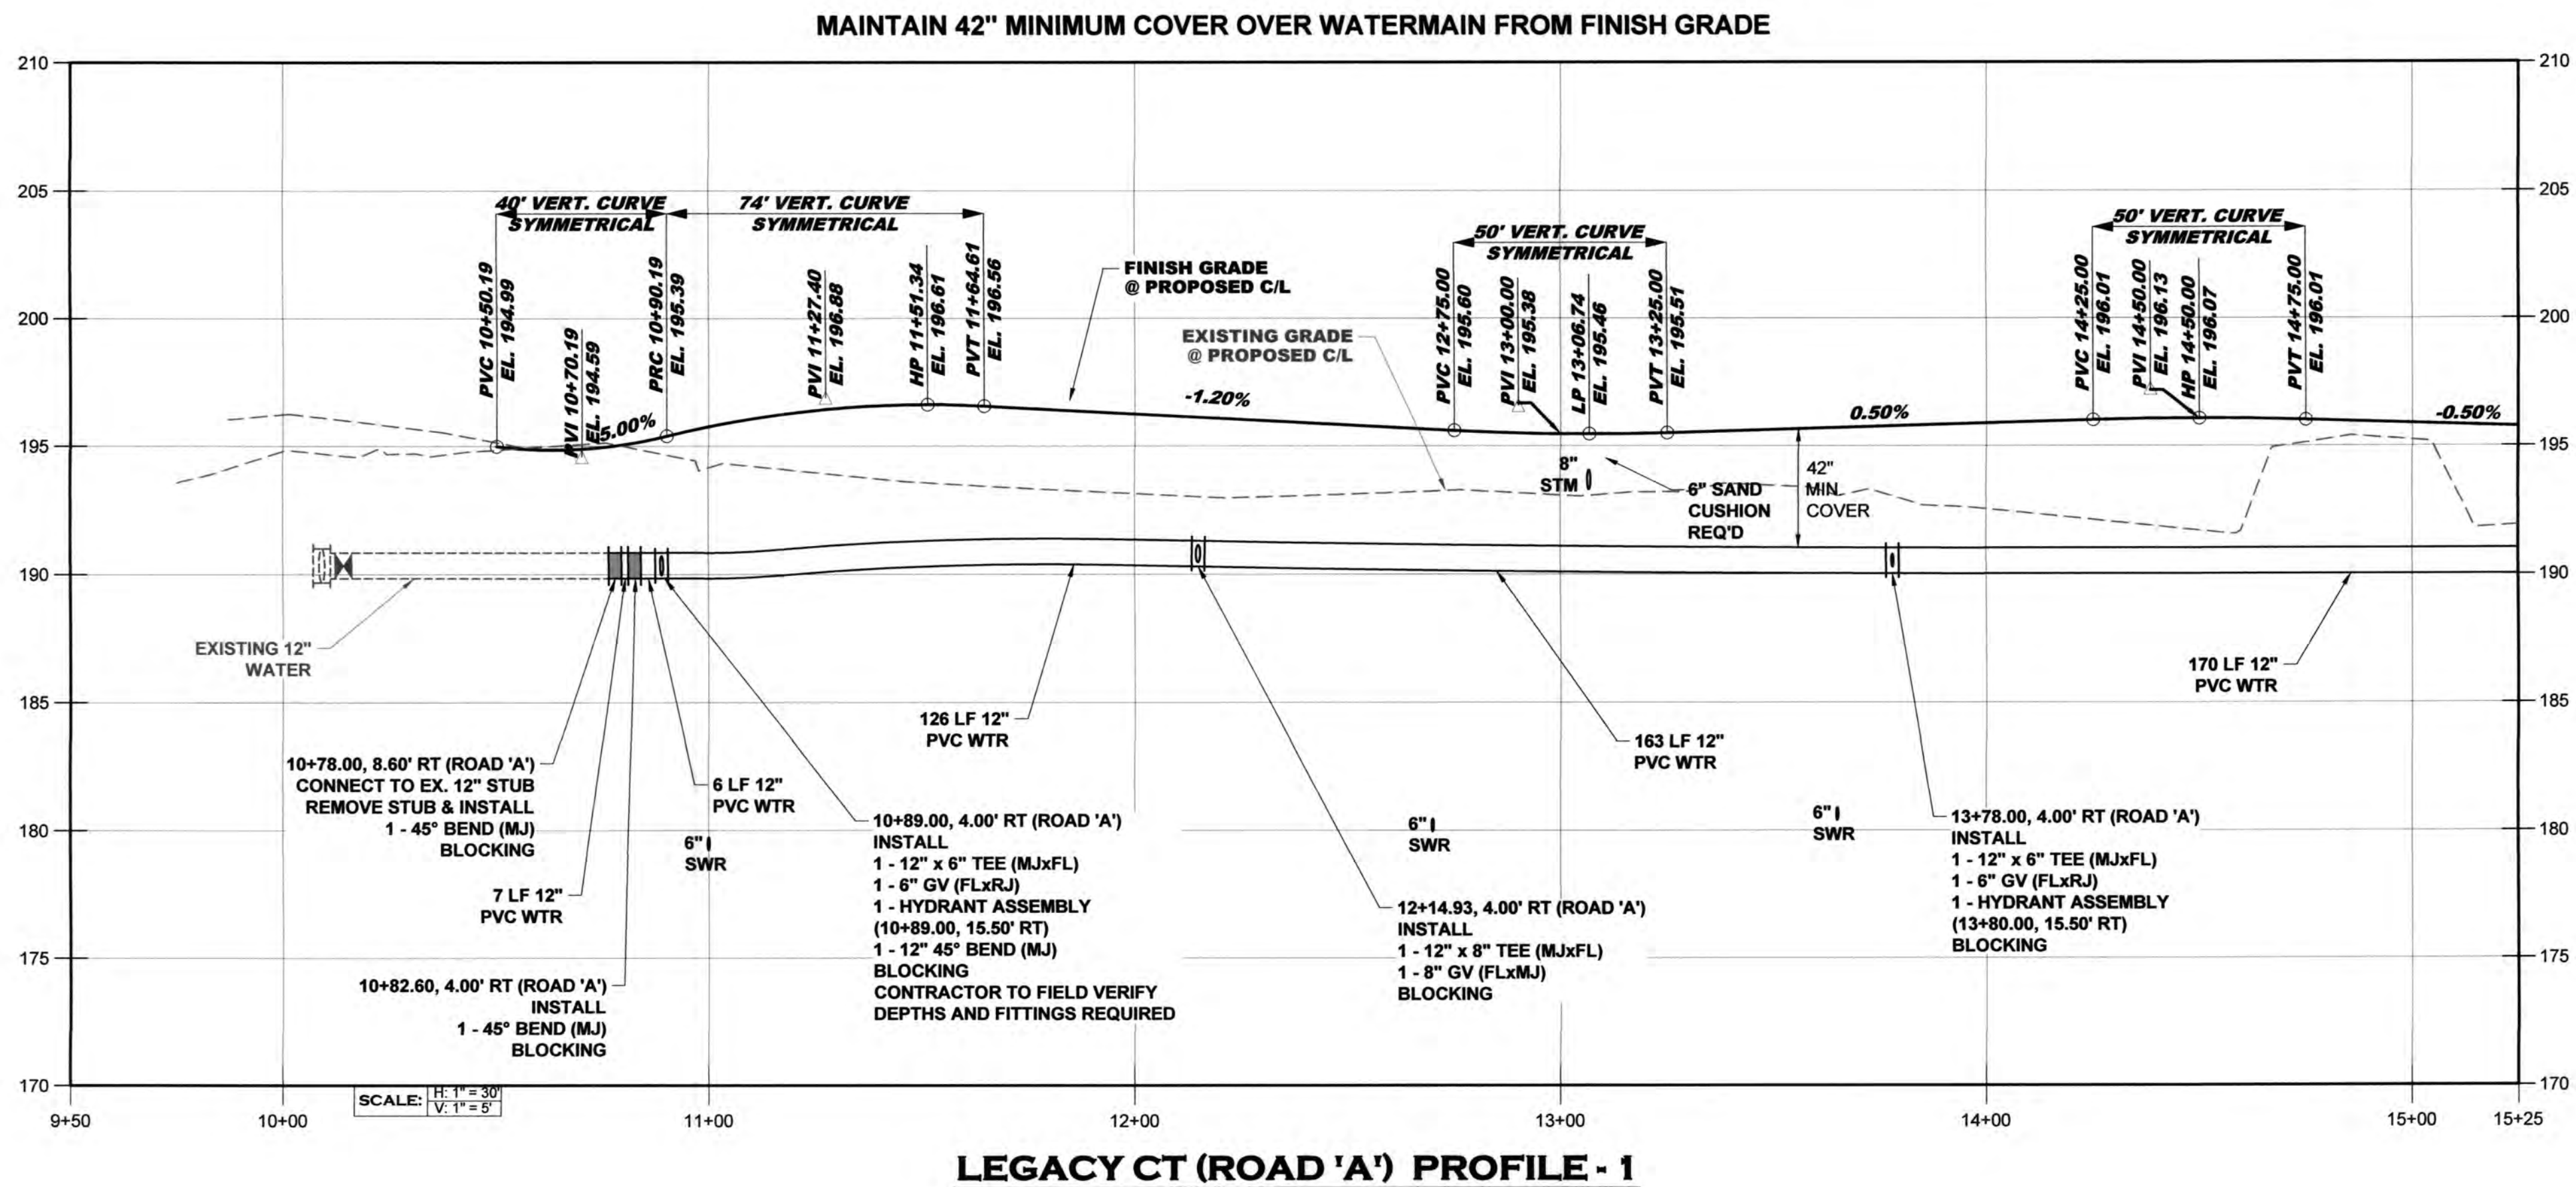 MAINTAIN 42" MINIMUM COVER OVER WATERMAIN FROM FINISH GRADE
210
210
205
205
200
200
195
195
190
190
185
185
180
180
175
175
170
170
40' VERT. CURVE
SYMMETRICAL
74' VERT. CURVE
SYMMETRICAL
50' VERT. CURVE
SYMMETRICAL
50' VERT. CURVE
SYMMETRICAL
PVC 10+50.19
EL. 194.99
PVI 10+70.19
EL. 194.59
PRC 10+90.19
EL. 195.39
PVI 11+27.40
EL. 196.88
HP 11+51.34
EL. 196.61
PVT 11+64.61
EL. 196.56
FINISH GRADE
@ PROPOSED C/L
EXISTING GRADE
@ PROPOSED C/L
PVC 12+75.00
EL. 195.60
PVI 13+00.00
EL. 195.38
LP 13+06.74
EL. 195.46
PVT 13+25.00
EL. 195.51
PVC 14+25.00
EL. 196.01
PVI 14+50.00
EL. 196.13
HP 14+50.00
EL. 196.07
PVT 14+75.00
EL. 196.01
5.00%
-1.20%
0.50%
-0.50%
8"
STM
6" SAND
CUSHION
REQ'D
42"
MIN
COVER
EXISTING 12"
WATER
126 LF 12"
PVC WTR
163 LF 12"
PVC WTR
170 LF 12"
PVC WTR
10+78.00, 8.60' RT (ROAD 'A')
CONNECT TO EX. 12" STUB
REMOVE STUB & INSTALL
1 - 45° BEND (MJ)
BLOCKING
7 LF 12"
PVC WTR
10+82.60, 4.00' RT (ROAD 'A')
INSTALL
1 - 45° BEND (MJ)
BLOCKING
6 LF 12"
PVC WTR
6"
SWR
10+89.00, 4.00' RT (ROAD 'A')
INSTALL
1 - 12" x 6" TEE (MJxFL)
1 - 6" GV (FLxRJ)
1 - HYDRANT ASSEMBLY
(10+89.00, 15.50' RT)
1 - 12" 45° BEND (MJ)
BLOCKING
CONTRACTOR TO FIELD VERIFY
DEPTHS AND FITTINGS REQUIRED
6"
SWR
12+14.93, 4.00' RT (ROAD 'A')
INSTALL
1 - 12" x 8" TEE (MJxFL)
1 - 8" GV (FLxMJ)
BLOCKING
6"
SWR
13+78.00, 4.00' RT (ROAD 'A')
INSTALL
1 - 12" x 6" TEE (MJxFL)
1 - 6" GV (FLxRJ)
1 - HYDRANT ASSEMBLY
(13+80.00, 15.50' RT)
BLOCKING
SCALE:
H: 1" = 30'
V: 1" = 5'
9+50
10+00
11+00
12+00
13+00
14+00
15+00
15+25
LEGACY CT (ROAD 'A') PROFILE - 1